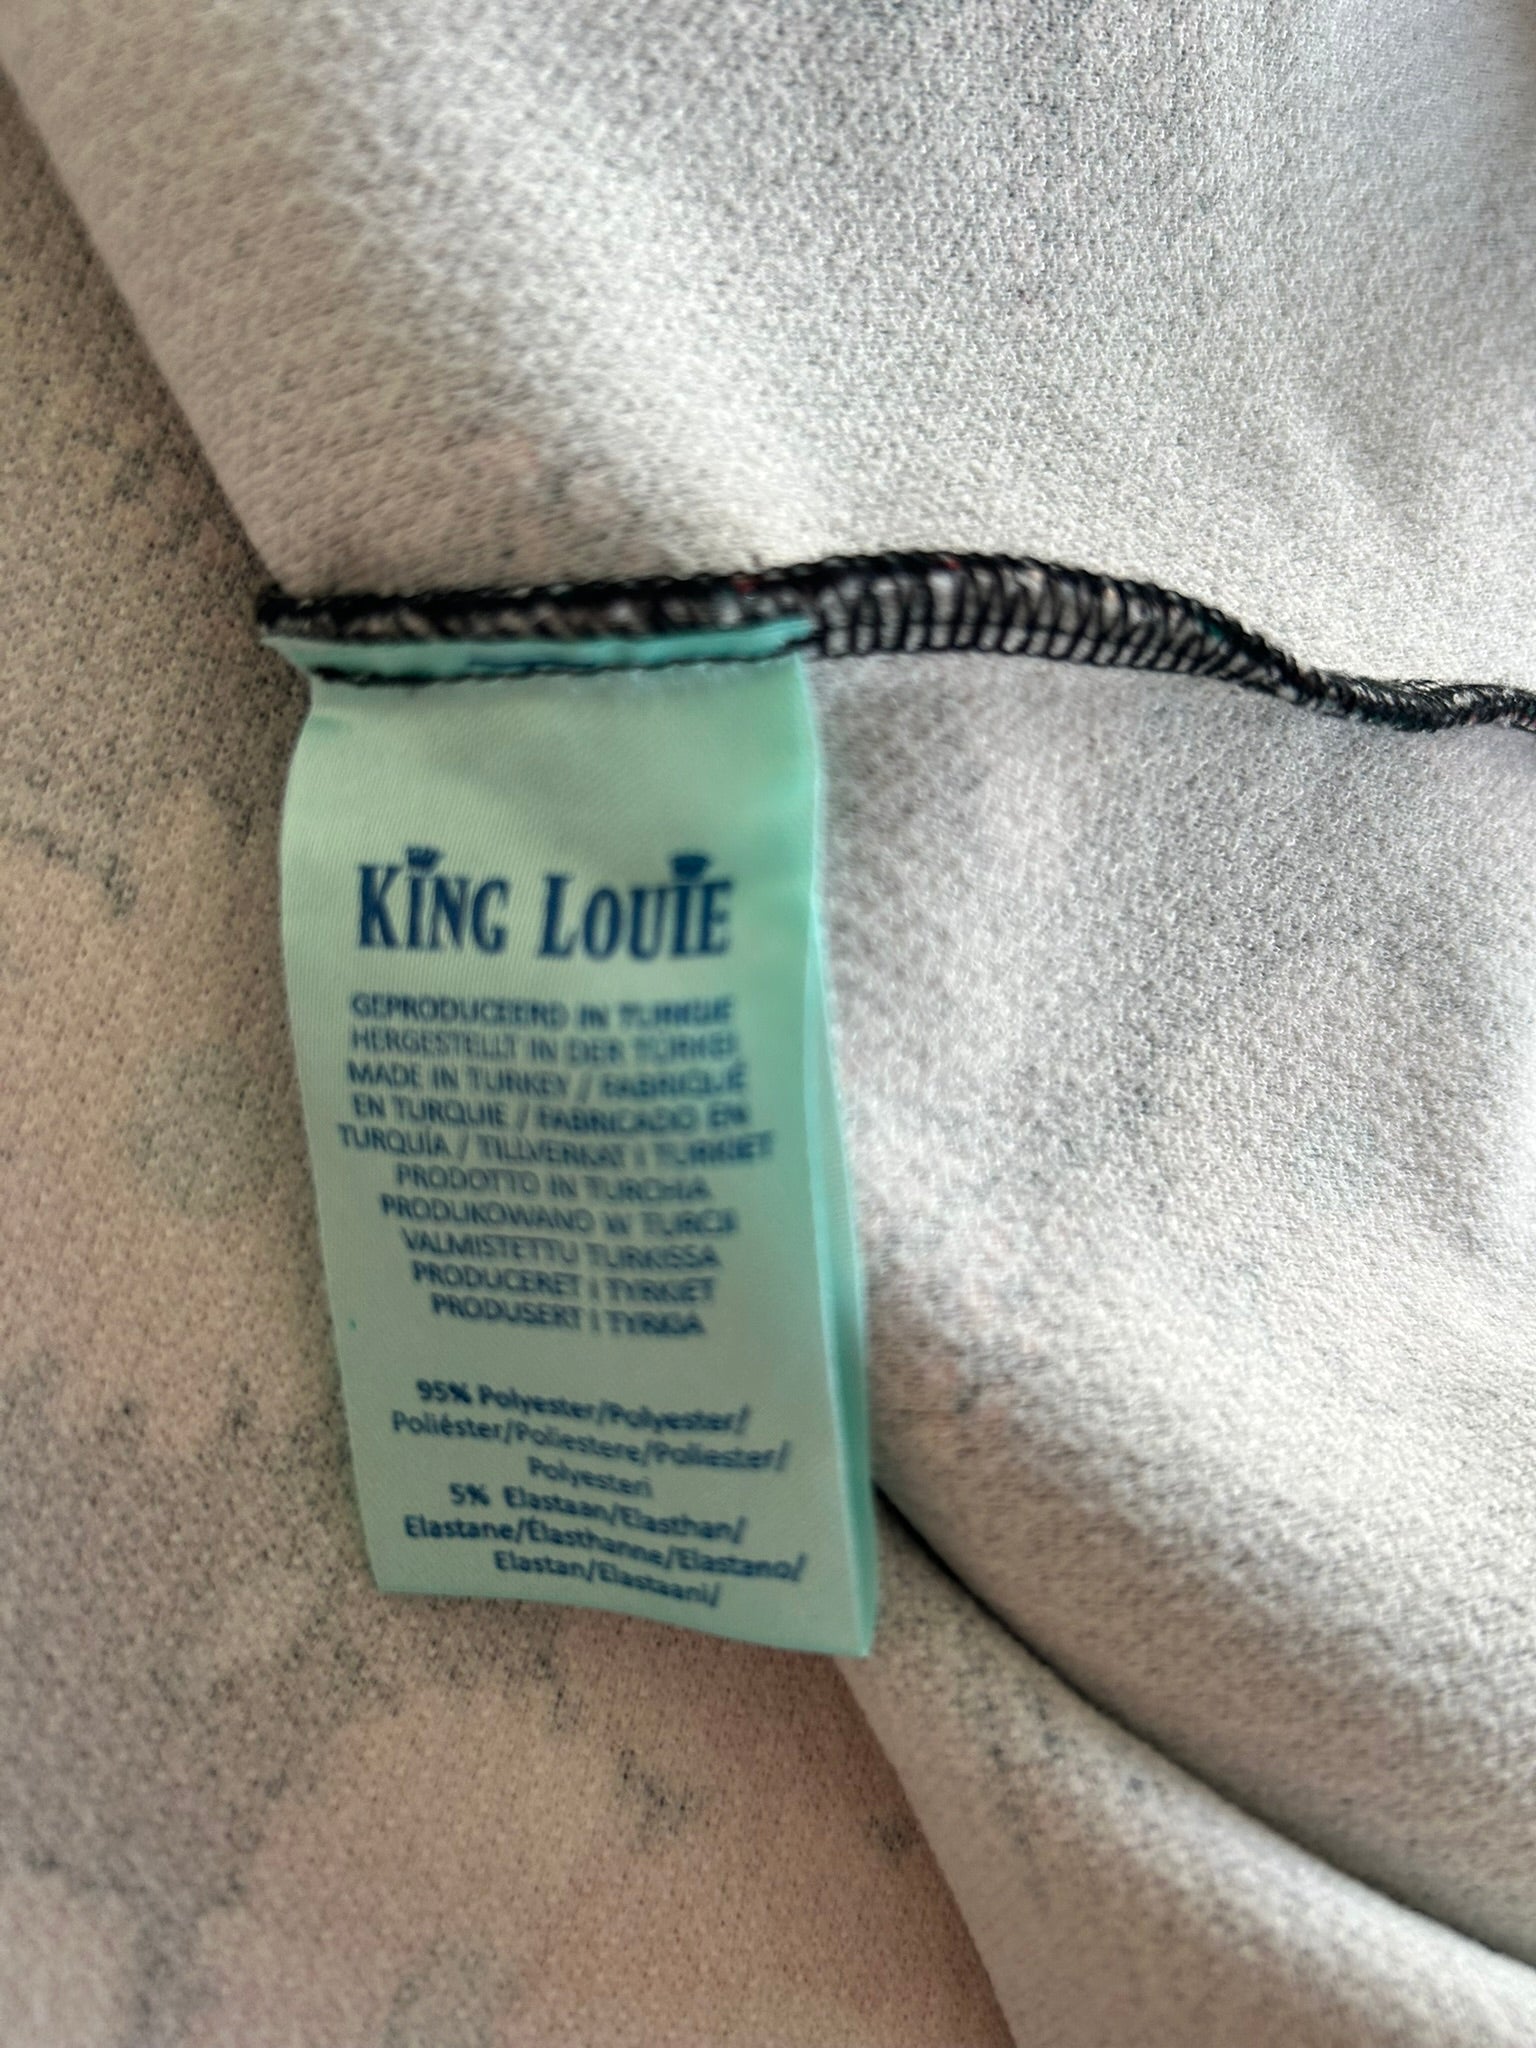 KING LOUIE
GEPRODUCEERD IN TURKIJE
HERGESTELLT IN DER TÜRKEI
MADE IN TURKEY / FABRIQUÉ
EN TURQUIE / FABRICADO EN
TURQUÍA / TILLVERKAT I TURKIET
PRODOTTO IN TURCHIA
PRODUKOWANO W TURCJI
VALMISTETTU TURKISSA
PRODUCERET I TYRKIET
PRODUSERT I TYRKIA
95% Polyester/Polyester/
Poliéster/Poliestere/Poliester/
Polyesteri
5% Elastaan/Elasthan/
Elastane/Élasthanne/Elastano/
Elastan/Elastaani/